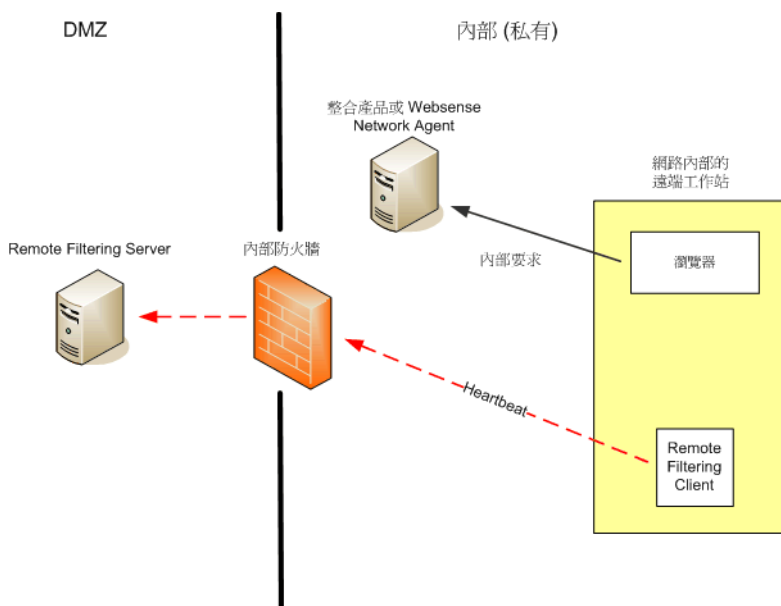 DMZ
內部 (私有)
整合產品或 Websense
Network Agent
網路內部的
遠端工作站
Remote Filtering Server
內部防火牆
內部要求
瀏覽器
Heartbeat
Remote
Filtering
Client